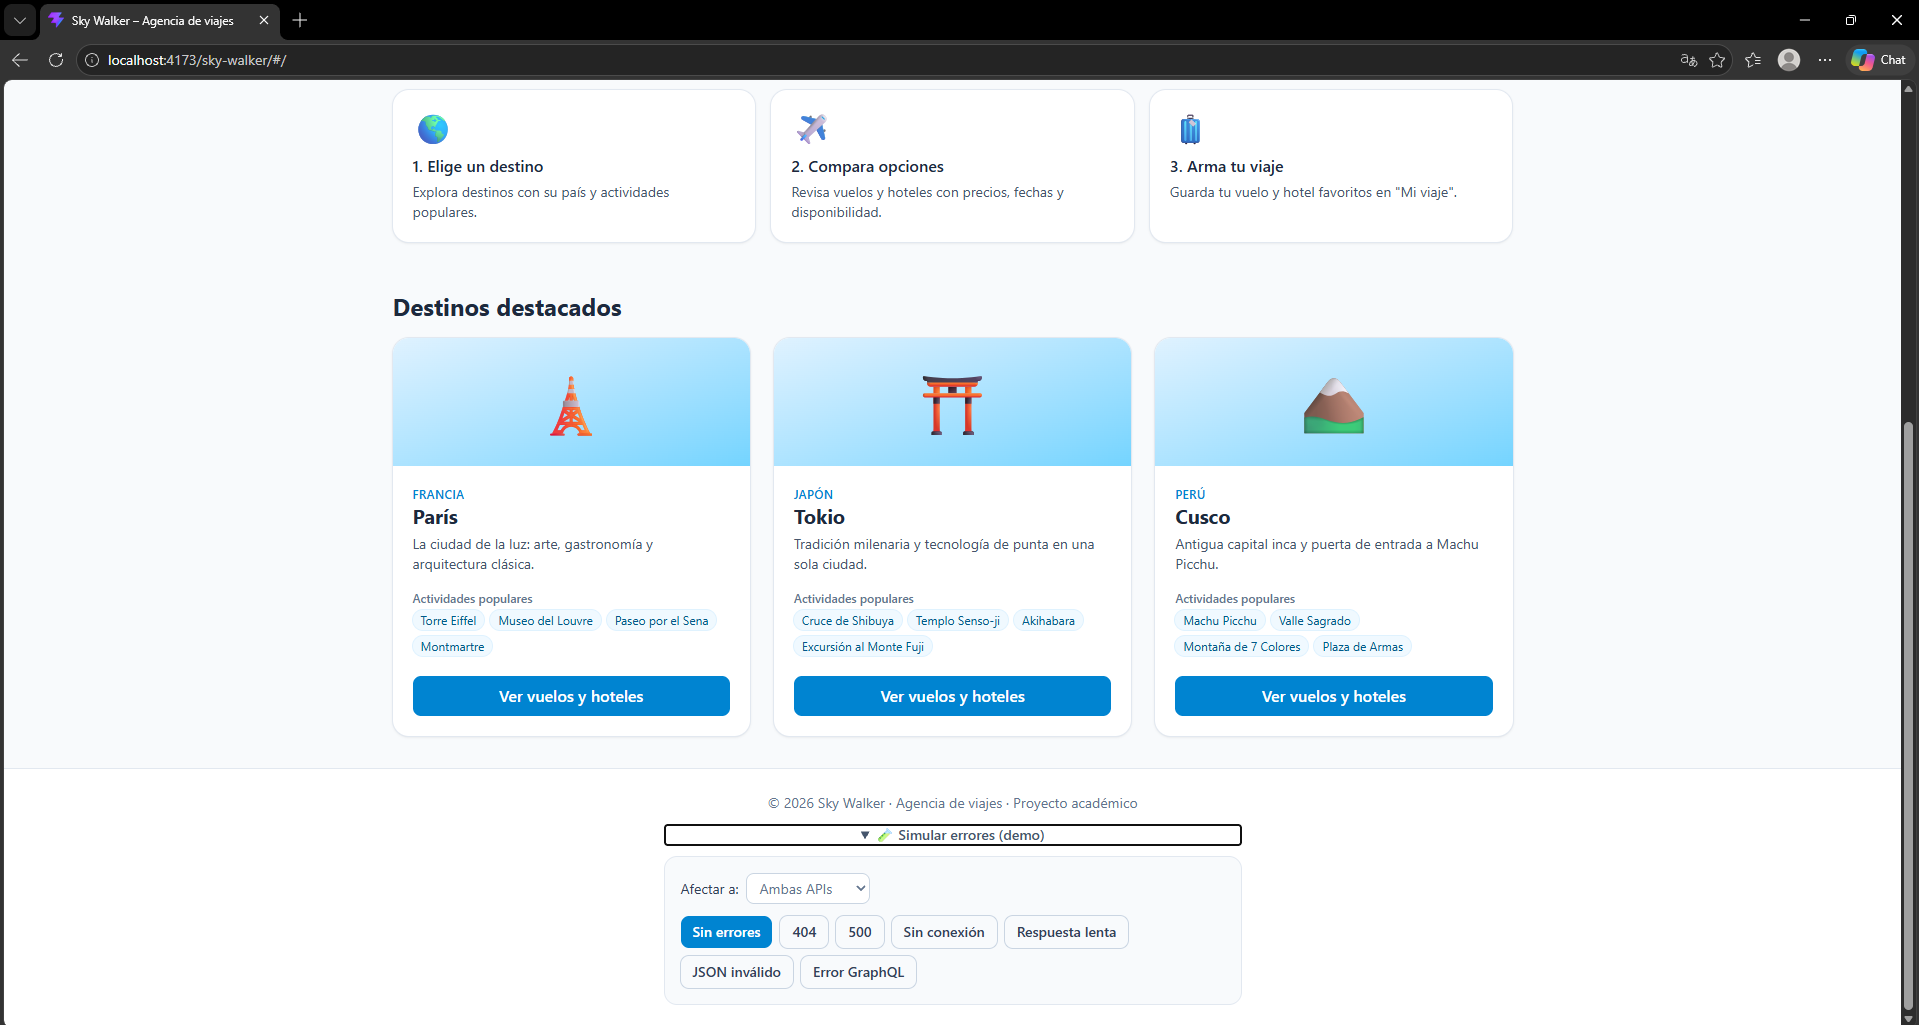 Sky Walker – Agencia de viajes
localhost:4173/sky-walker/#/
Chat
1. Elige un destino
Explora destinos con su país y actividades
populares.
2. Compara opciones
Revisa vuelos y hoteles con precios, fechas y
disponibilidad.
3. Arma tu viaje
Guarda tu vuelo y hotel favoritos en "Mi viaje".
Destinos destacados
FRANCIA
París
La ciudad de la luz: arte, gastronomía y
arquitectura clásica.
Actividades populares
Torre Eiffel
Museo del Louvre
Paseo por el Sena
Montmartre
Ver vuelos y hoteles
JAPÓN
Tokio
Tradición milenaria y tecnología de punta en una
sola ciudad.
Actividades populares
Cruce de Shibuya
Templo Senso-ji
Akihabara
Excursión al Monte Fuji
Ver vuelos y hoteles
PERÚ
Cusco
Antigua capital inca y puerta de entrada a Machu
Picchu.
Actividades populares
Machu Picchu
Valle Sagrado
Montaña de 7 Colores
Plaza de Armas
Ver vuelos y hoteles
© 2026 Sky Walker · Agencia de viajes · Proyecto académico
▼ 🧪 Simular errores (demo)
Afectar a: Ambas APIs
Sin errores
404
500
Sin conexión
Respuesta lenta
JSON inválido
Error GraphQL